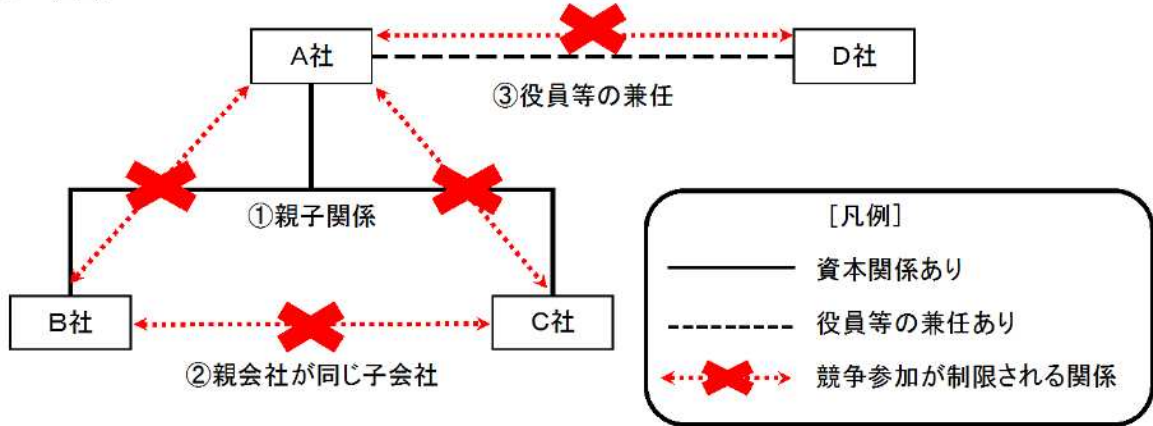 A社
D社
③役員等の兼任
①親子関係
B社
C社
②親会社が同じ子会社
[凡例]
資本関係あり
役員等の兼任あり
競争参加が制限される関係